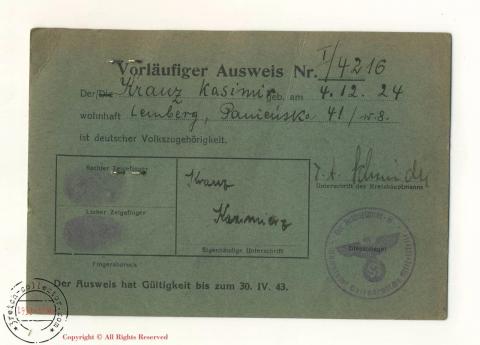 Vorläufiger Ausweis Nr. I/4216
Der/Die Kranz Kasimir geb. am 4.12.24
wohnhaft Lemberg, Panieńska 41/w.8.
ist deutscher Volkszugehörigkeit.
Rechter Zeigefinger
Linker Zeigefinger
Fingerabdruck
Kranz
Kazimierz
Eigenhändige Unterschrift
Unterschrift des Kreishauptmanns
Dienstsiegel
Der Ausweis hat Gültigkeit bis zum 30. IV. 43.
Copyright © All Rights Reserved